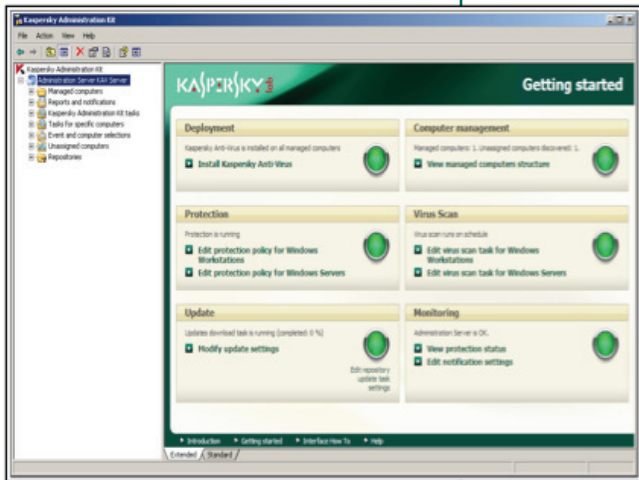 Kaspersky Administration Kit
File Action View Help
Kaspersky Administration Kit
Administration Server KAV Server
Managed computers
Reports and notifications
Kaspersky Administration Kit tasks
Tasks for specific computers
Event and computer selections
Unassigned computers
Repositories
KASPERSKY
Getting started
Deployment
Kaspersky Anti-Virus is installed on all managed computers
Install Kaspersky Anti-Virus
Computer management
Managed computers: 1. Unassigned computers discovered: 1.
View managed computers structure
Protection
Protection is running
Edit protection policy for Windows
Workstations
Edit protection policy for Windows Servers
Virus Scan
Virus scan runs on schedule
Edit virus scan task for Windows
Workstations
Edit virus scan task for Windows Servers
Update
Updates download task is running (completed: 0 %)
Modify update settings
Edit repository
update task
settings
Monitoring
Administration Server is OK.
View protection status
Edit notification settings
Introduction Getting started Interface How To Help
Extended Standard